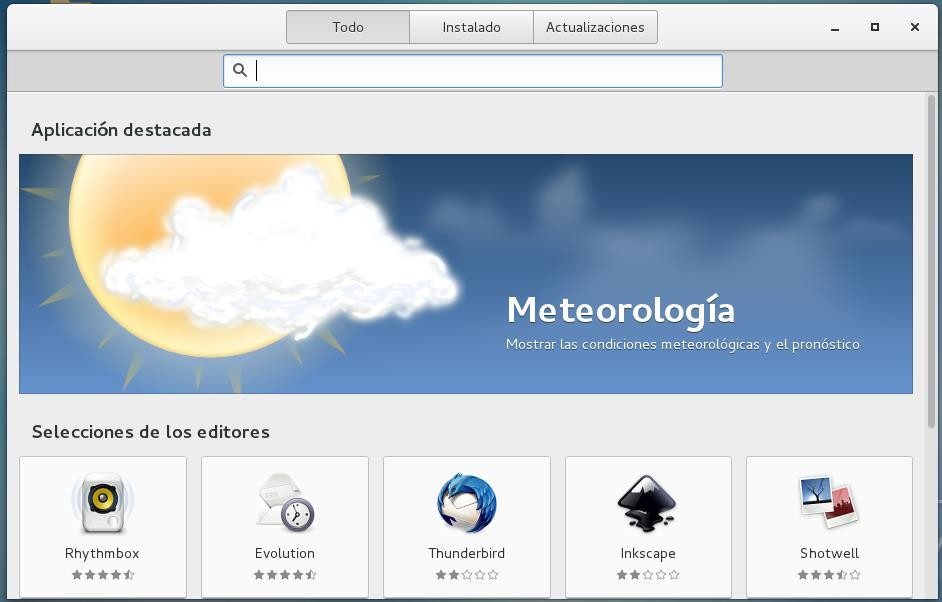 Todo
Instalado
Actualizaciones
Aplicación destacada
Meteorología
Mostrar las condiciones meteorológicas y el pronóstico
Selecciones de los editores
Rhythmbox
Evolution
Thunderbird
Inkscape
Shotwell